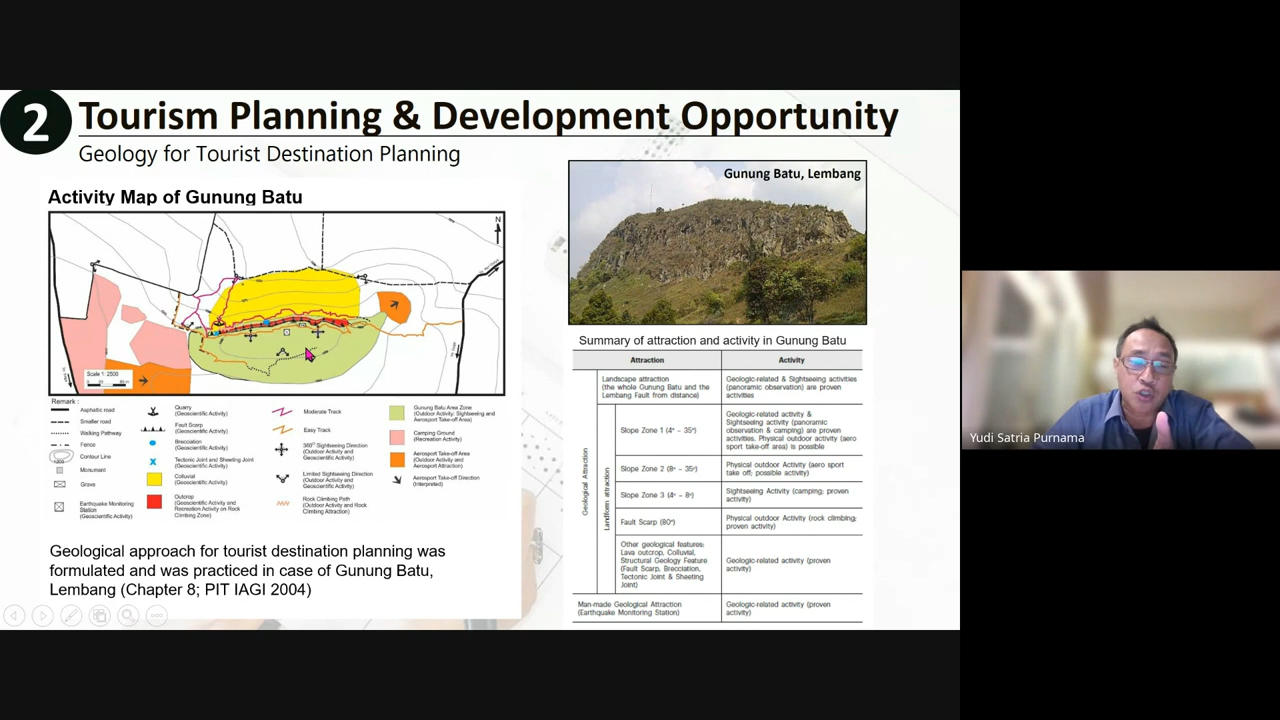 2
Tourism Planning & Development Opportunity
Geology for Tourist Destination Planning
Activity Map of Gunung Batu
N
Scale 1: 2500
Remark :
Asphaltic road
Smaller road
Walking Pathway
Fence
Contour Line
Monument
Grave
Earthquake Monitoring
Station
(Geoscientific Activity)
Quarry
(Geoscientific Activity)
Fault Scarp
(Geoscientific Activity)
Brecciation
(Geoscientific Activity)
Tectonic Joint and Sheeting Joint
(Geoscientific Activity)
Colluvial
(Geoscientific Activity)
Outcrop
(Geoscientific Activity and
Recreation Activity on Rock
Climbing Zone)
Moderate Track
Easy Track
360° Sightseeing Direction
(Outdoor Activity and
Geoscientific Activity)
Limited Sightseeing Direction
(Outdoor Activity and
Geoscientific Activity)
Rock Climbing Path
(Outdoor Activity and Rock
Climbing Attraction)
Gunung Batu Area Zone
(Outdoor Activity; Sightseeing and
Aerosport Take-off Area)
Camping Ground
(Recreation Activity)
Aerosport Take-off Area
(Outdoor Activity and
Aerosport Attraction)
Aerosport Take-off Direction
(Interpreted)
Geological approach for tourist destination planning was
formulated and was practiced in case of Gunung Batu,
Lembang (Chapter 8; PIT IAGI 2004)
Gunung Batu, Lembang
Summary of attraction and activity in Gunung Batu
Attraction
Activity
Geological Attraction
Landscape attraction
(the whole Gunung Batu and the
Lembang Fault from distance)
Geologic-related & Sightseeing activities
(panoramic observation) are proven
activities
Landform attraction
Slope Zone 1 (4° – 35°)
Geologic-related activity &
Sightseeing activity (panoramic
observation & camping) are proven
activities. Physical outdoor activity (aero
sport take-off area) is possible
Slope Zone 2 (8° – 35°)
Physical outdoor Activity (aero sport
take off; possible activity)
Slope Zone 3 (4° – 8°)
Sightseeing Activity (camping; proven
activity)
Fault Scarp (80°)
Physical outdoor Activity (rock climbing;
proven activity)
Other geological features:
Lava outcrop, Colluvial,
Structural Geology Feature
(Fault Scarp, Brecciation,
Tectonic Joint & Sheeting
Joint)
Geologic-related activity (proven
activity)
Man-made Geological Attraction
(Earthquake Monitoring Station)
Geologic-related activity (proven
activity)
Yudi Satria Purnama